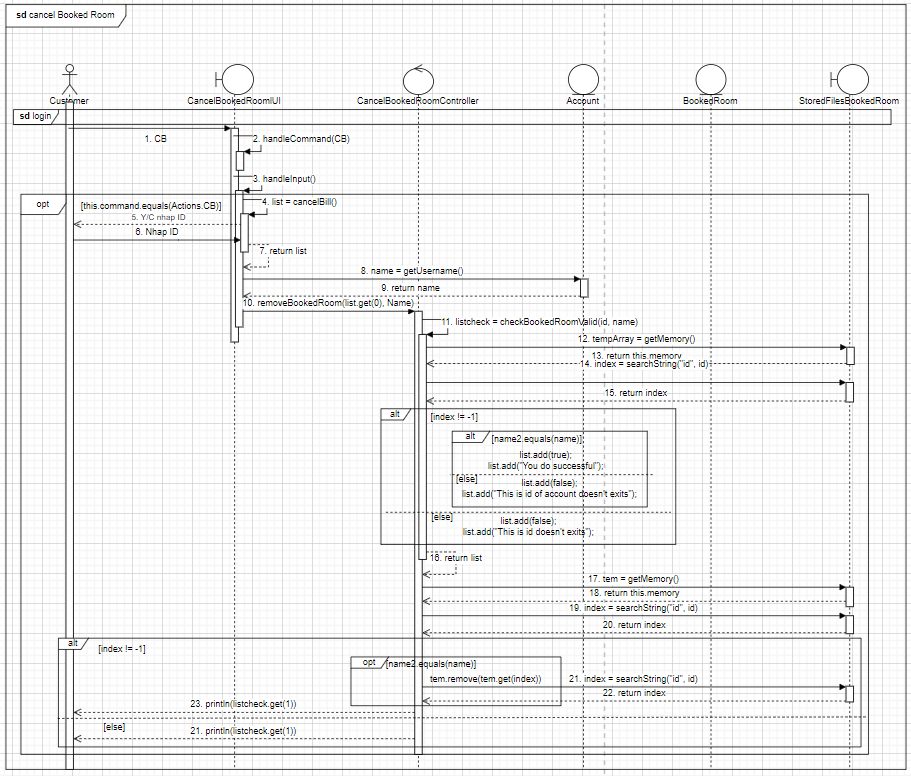 sd cancel Booked Room
Customer
CancelBookedRoomIUI
CancelBookedRoomController
Account
BookedRoom
StoredFilesBookedRoom
sd login
1. CB
2. handleCommand(CB)
3. handleInput()
opt
[this.command.equals(Actions.CB)]
4. list = cancelBill()
5. Y/C nhap ID
6. Nhap ID
7. return list
8. name = getUsername()
9. return name
10. removeBookedRoom(list.get(0), Name)
11. listcheck = checkBookedRoomValid(id, name)
12. tempArray = getMemory()
13. return this.memory
14. index = searchString("id", id)
15. return index
alt
[index != -1]
alt
[name2.equals(name)]
list.add(true);
list.add("You do successful");
[else]
list.add(false);
list.add("This is id of account doesn't exits");
[else]
list.add(false);
list.add("This is id doesn't exits");
16. return list
17. tem = getMemory()
18. return this.memory
19. index = searchString("id", id)
20. return index
alt
[index != -1]
opt
[name2.equals(name)]
tem.remove(tem.get(index))
21. index = searchString("id", id)
22. return index
23. println(listcheck.get(1))
[else]
21. println(listcheck.get(1))